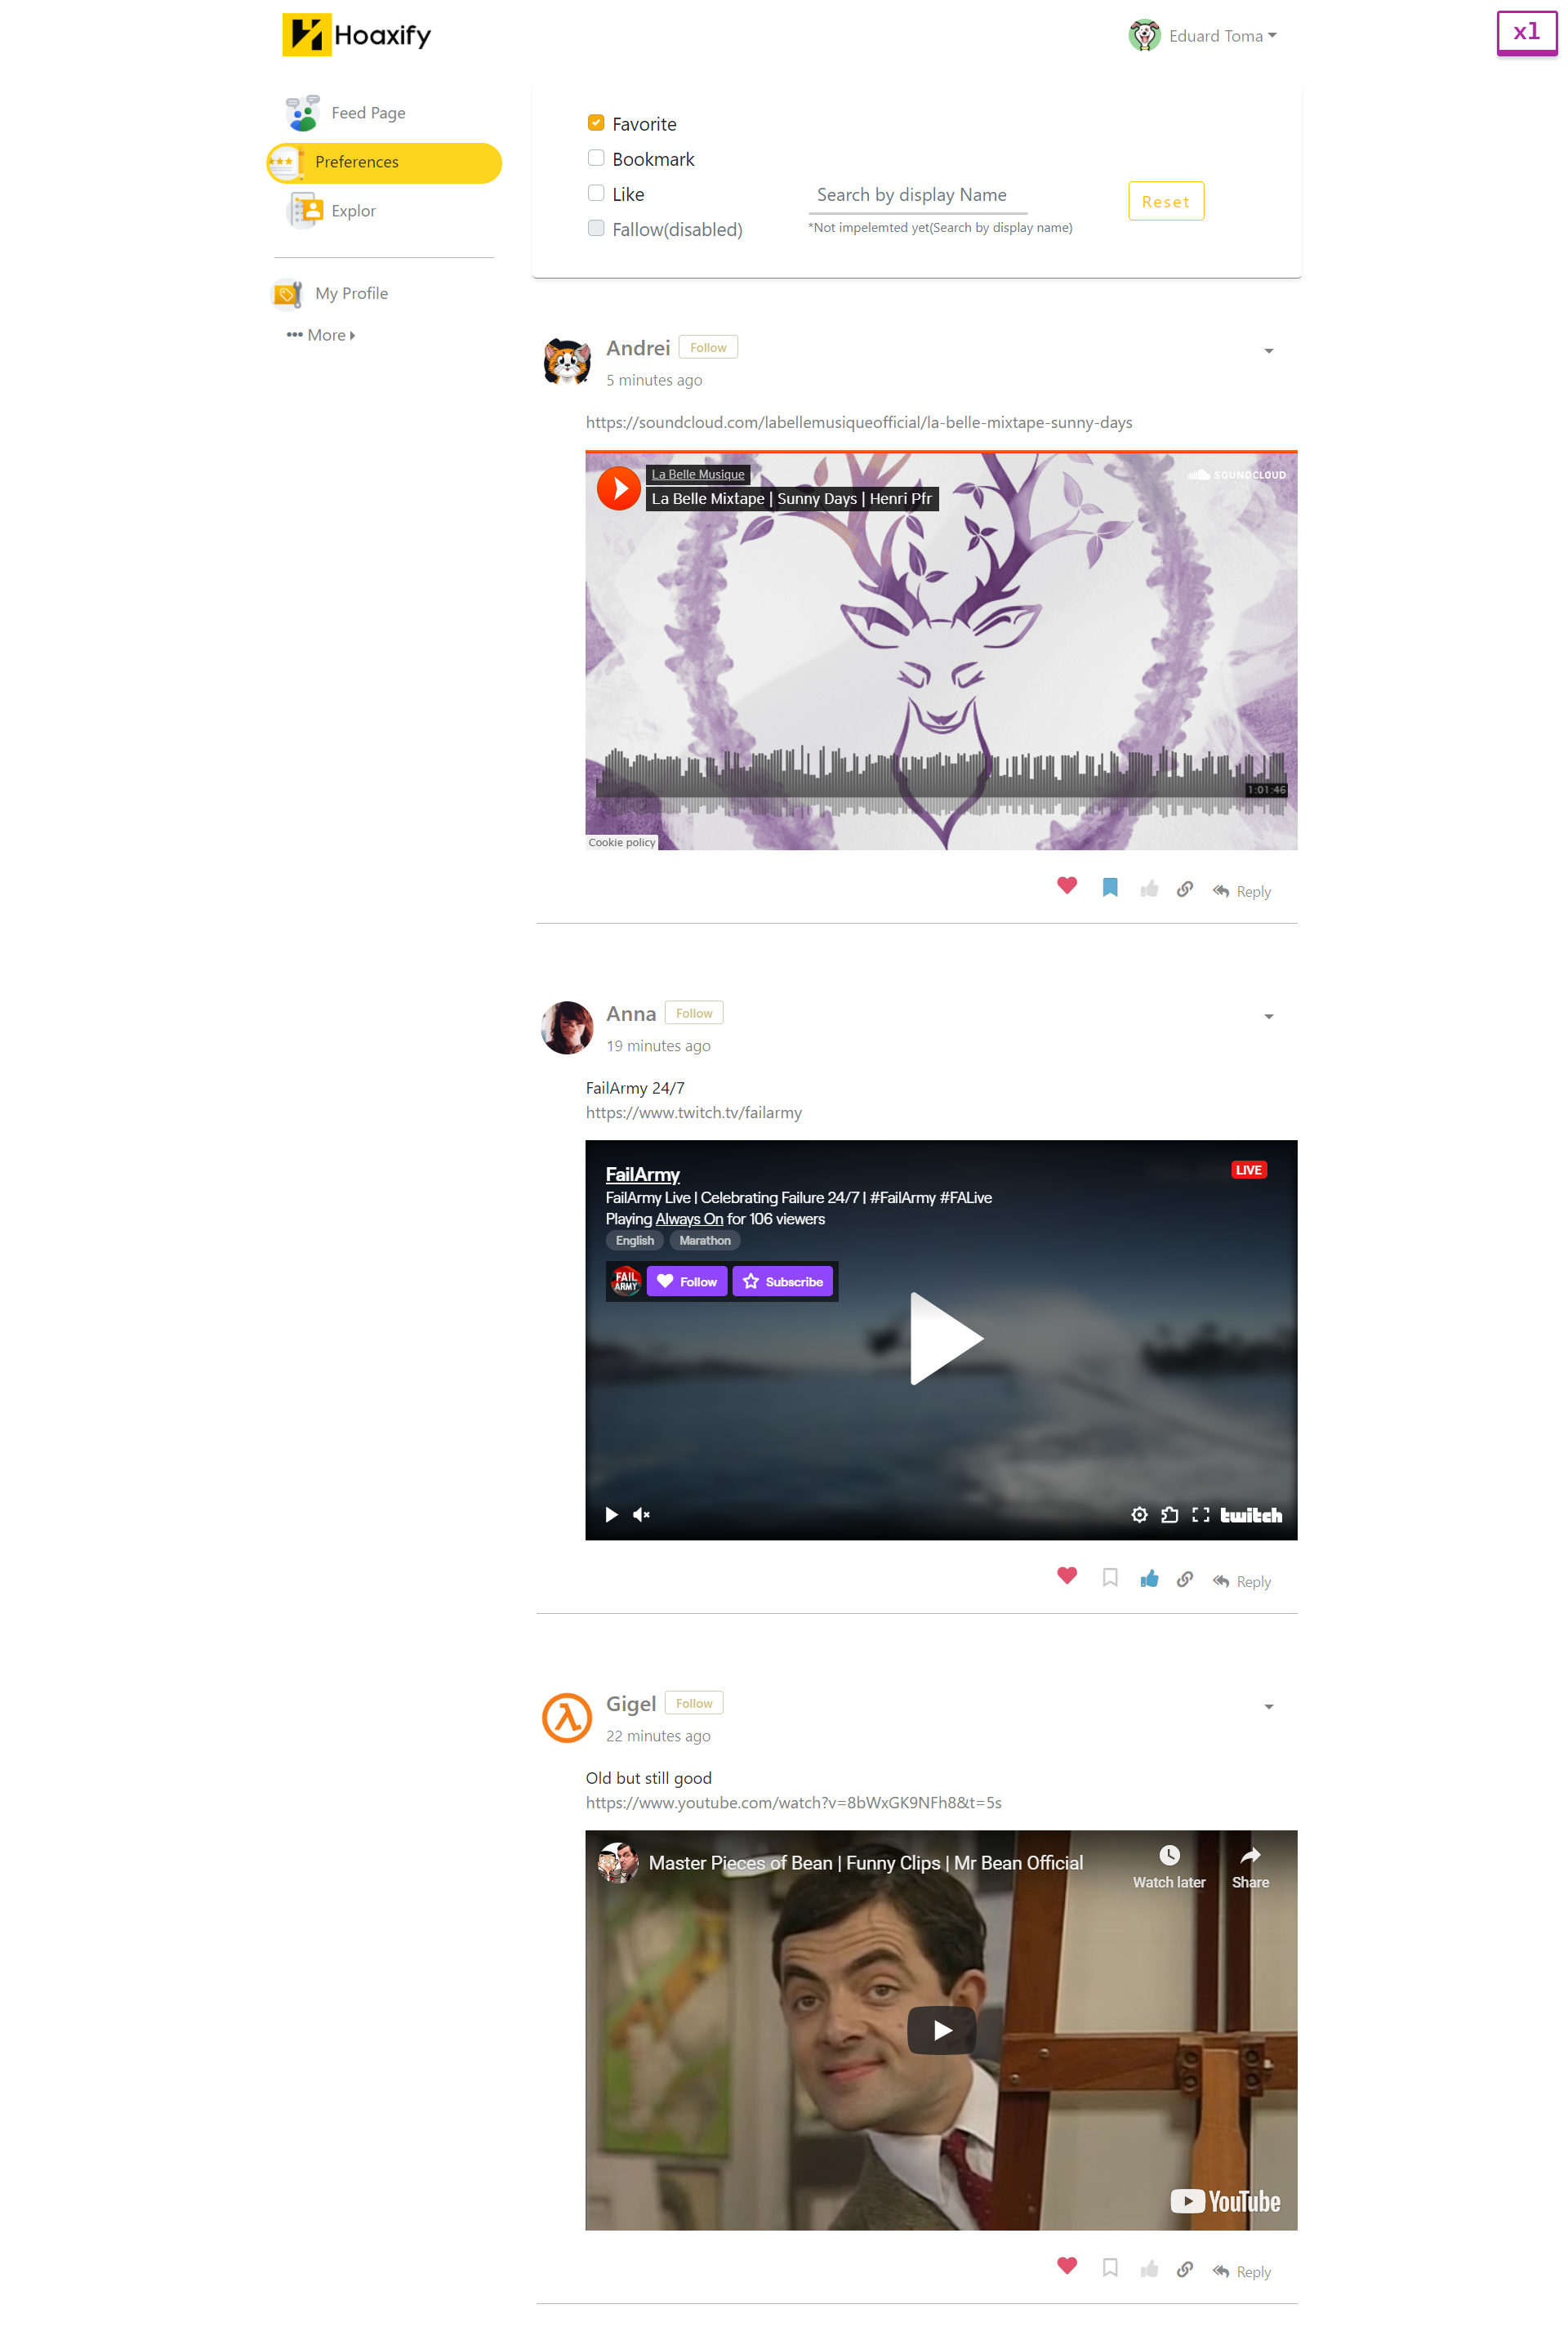 Hoaxify
Eduard Toma
xl
Feed Page
Preferences
Explor
My Profile
••• More
Favorite
Bookmark
Like
Fallow(disabled)
Search by display Name
*Not impelemted yet(Search by display name)
Reset
Andrei Follow
5 minutes ago
https://soundcloud.com/labellemusiqueofficial/la-belle-mixtape-sunny-days
La Belle Musique
SOUNDCLOUD
La Belle Mixtape | Sunny Days | Henri Pfr
1:01:46
Cookie policy
Reply
Anna Follow
19 minutes ago
FailArmy 24/7
https://www.twitch.tv/failarmy
FailArmy
LIVE
FailArmy Live | Celebrating Failure 24/7 | #FailArmy #FALive
Playing Always On for 106 viewers
English Marathon
FAIL
ARMY
Follow Subscribe
twitch
Reply
Gigel Follow
22 minutes ago
Old but still good
https://www.youtube.com/watch?v=8bWxGK9NFh8&t=5s
Master Pieces of Bean | Funny Clips | Mr Bean Official
Watch later Share
YouTube
Reply